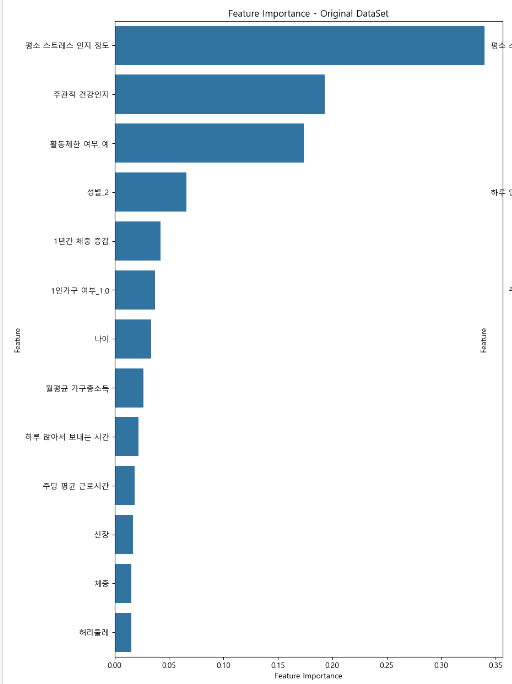 Feature Importance - Original DataSet
평소 스트레스 인지 정도
주관적 건강인지
활동제한 여부_예
성별_2
1년간 체중 증감
1인가구 여부_1.0
나이
월평균 가구총소득
하루 앉아서 보내는 시간
주당 평균 근로시간
신장
체중
허리둘레
Feature
0.00 0.05 0.10 0.15 0.20 0.25 0.30 0.35
Feature Importance
평소
하루
Feature